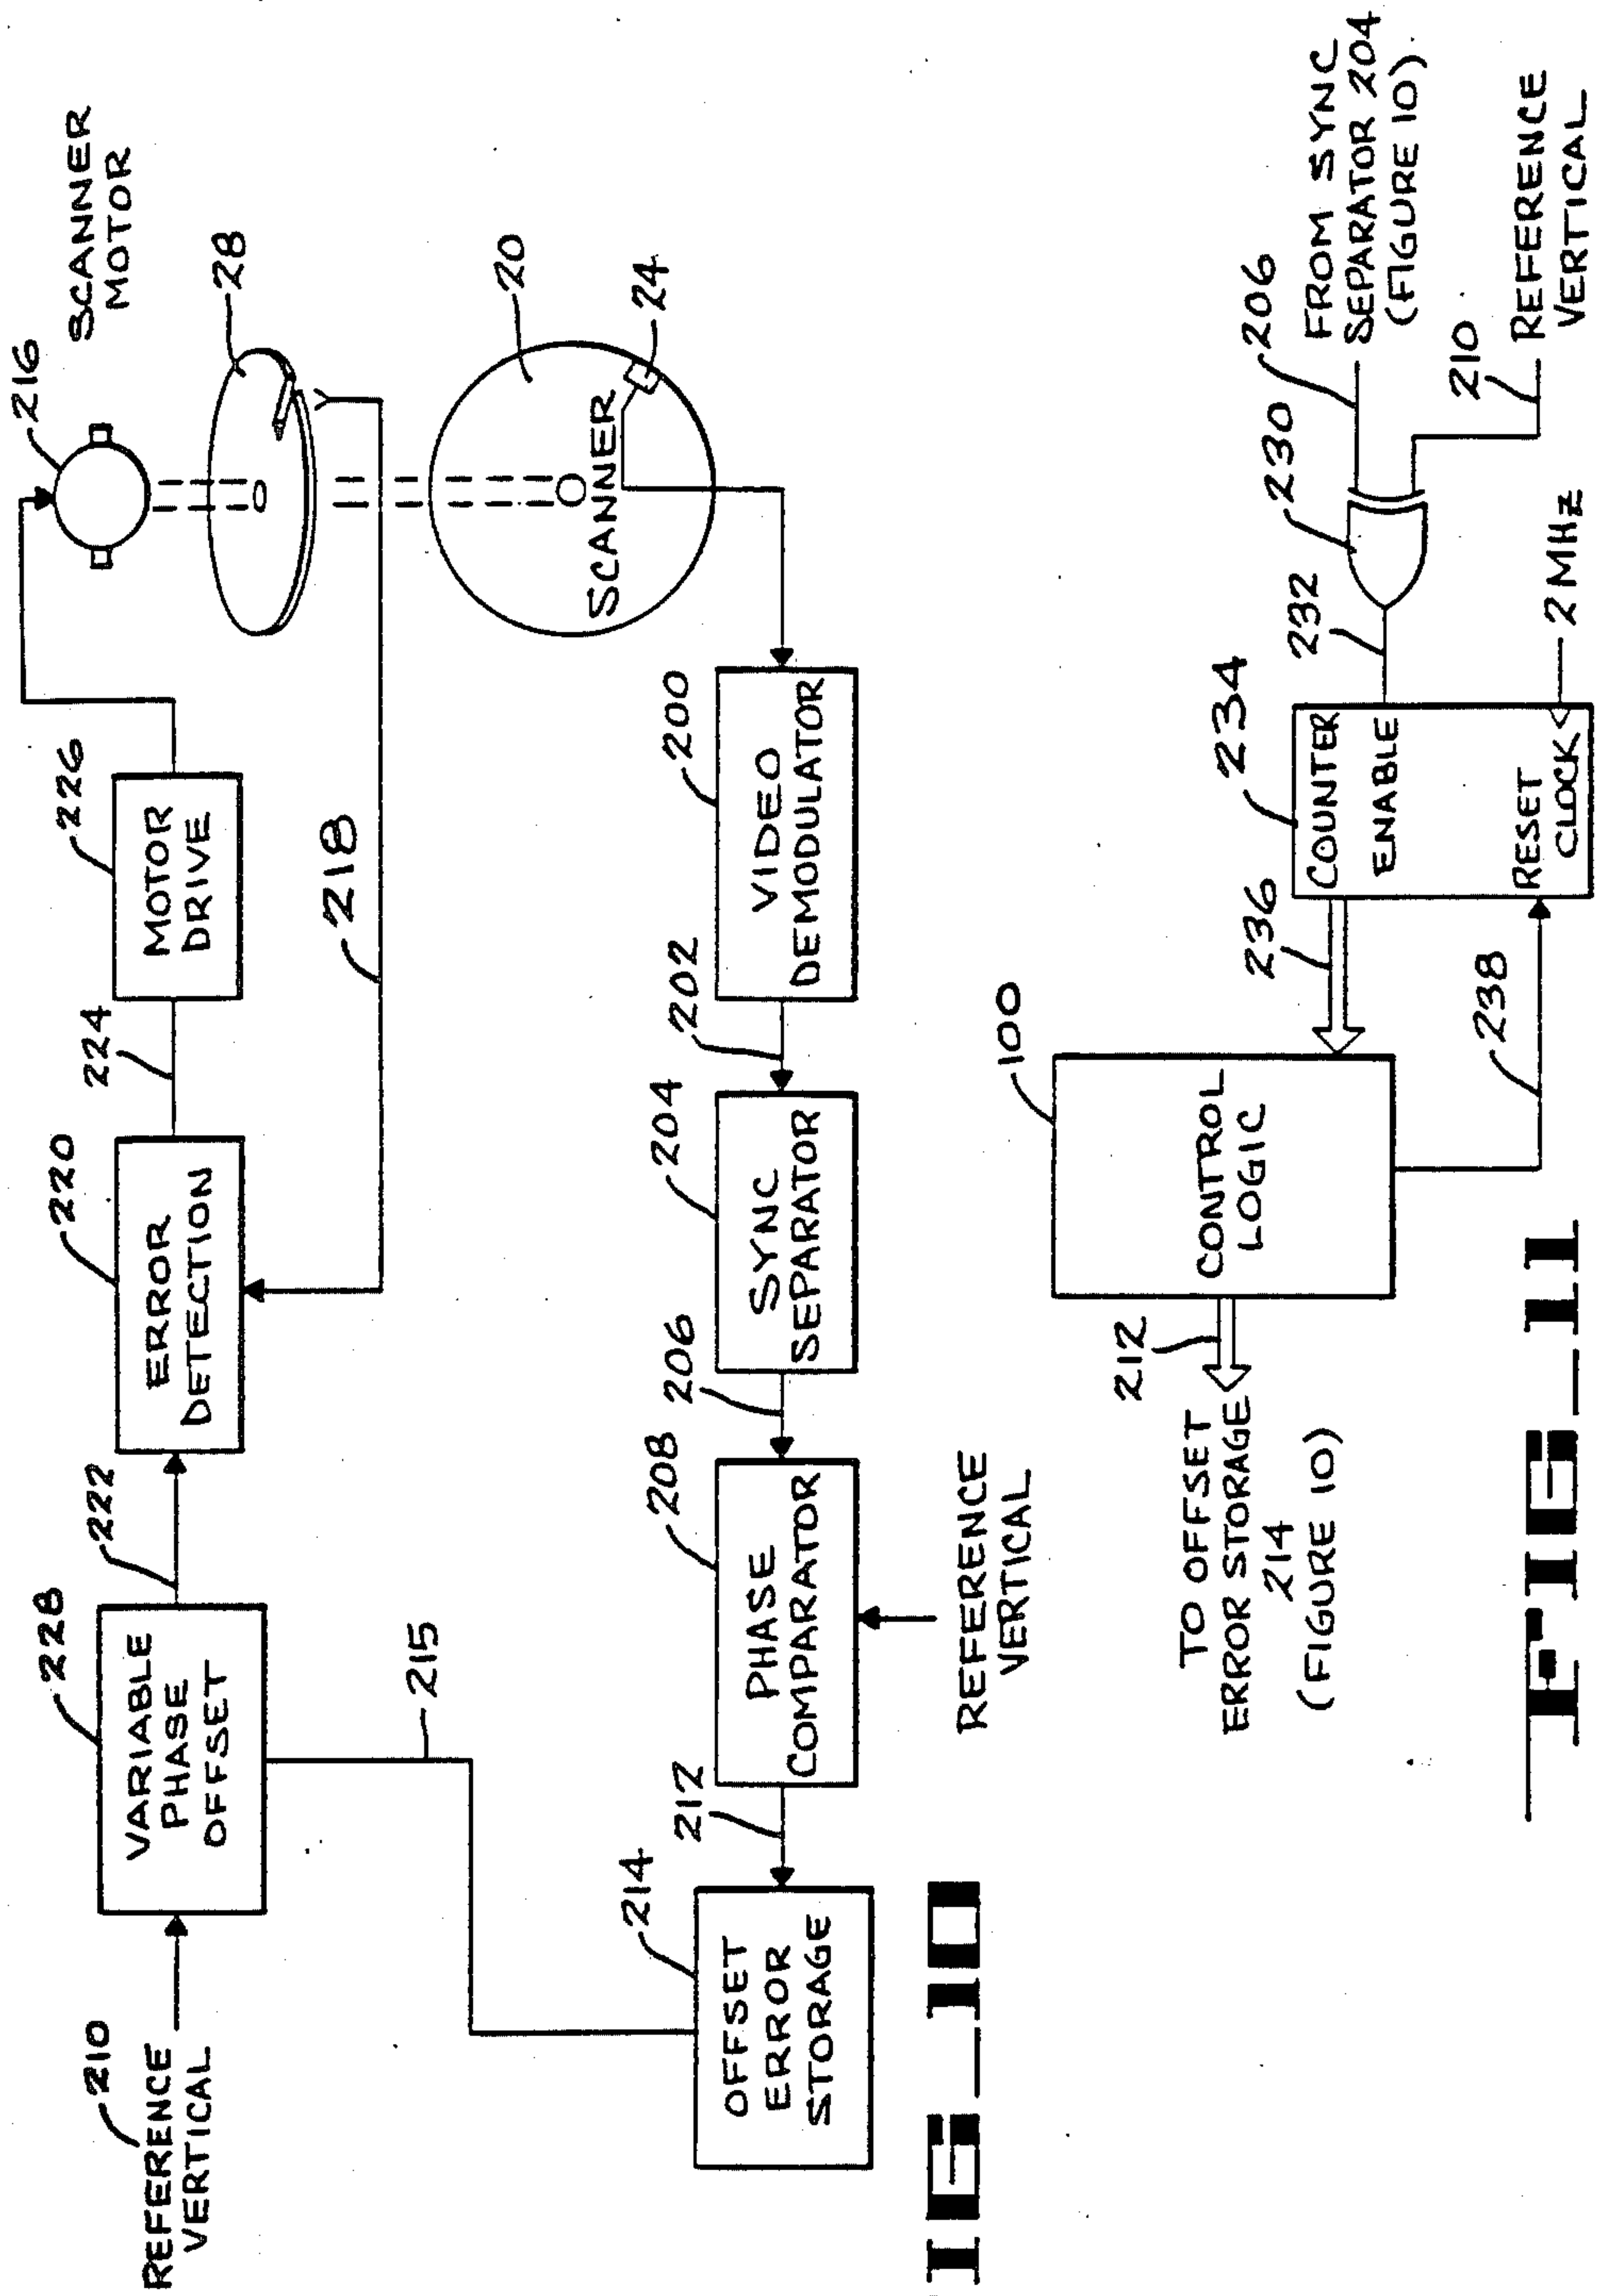 210
REFERENCE
VERTICAL
228
VARIABLE
PHASE
OFFSET
222
220
ERROR
DETECTION
224
226
MOTOR
DRIVE
216
SCANNER
MOTOR
28
218
215
20
24
SCANNER
214
OFFSET
ERROR
STORAGE
212
208
PHASE
COMPARATOR
REFERENCE
VERTICAL
206
204
SYNC
SEPARATOR
202
200
VIDEO
DEMODULATOR
IG_10
TO OFFSET
ERROR STORAGE
214
(FIGURE 10)
212
100
CONTROL
LOGIC
236
238
234
COUNTER
ENABLE
RESET
CLOCK
232
230
2 MHz
206
FROM SYNC
SEPARATOR 204
(FIGURE 10)
210
REFERENCE
VERTICAL
FIG_11